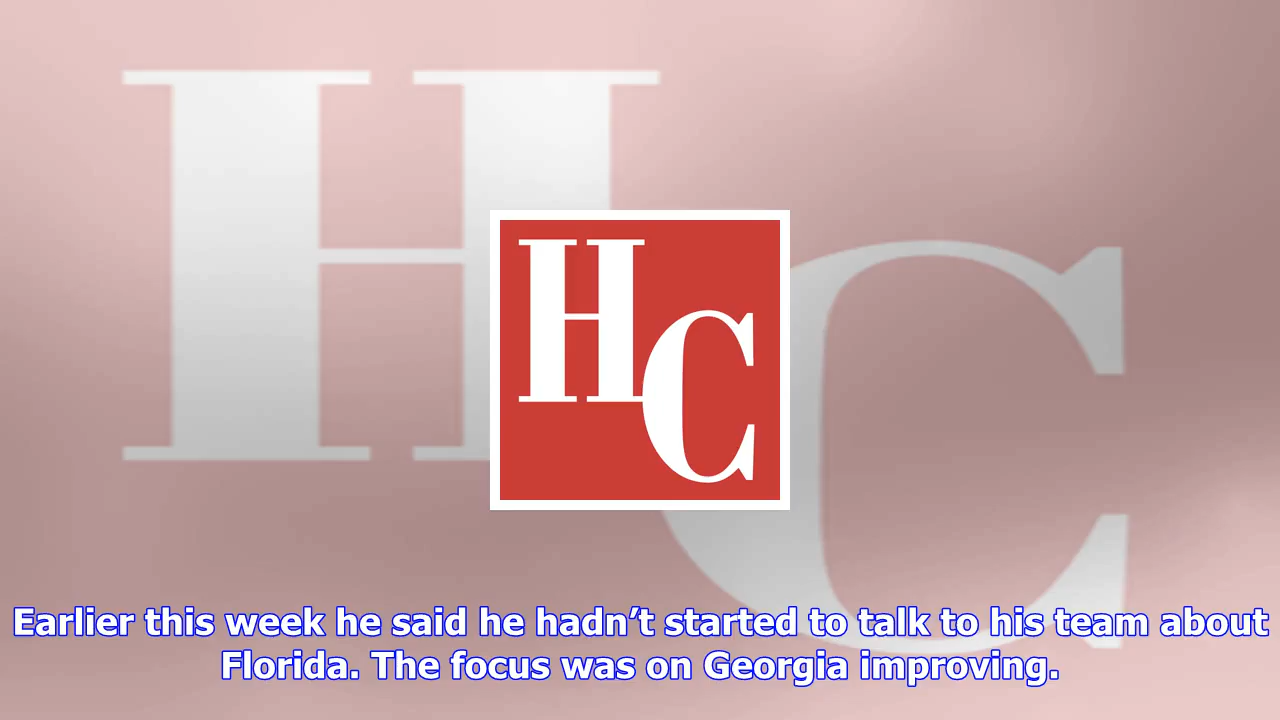 H
C
H
C
Earlier this week he said he hadn’t started to talk to his team about
Florida. The focus was on Georgia improving.